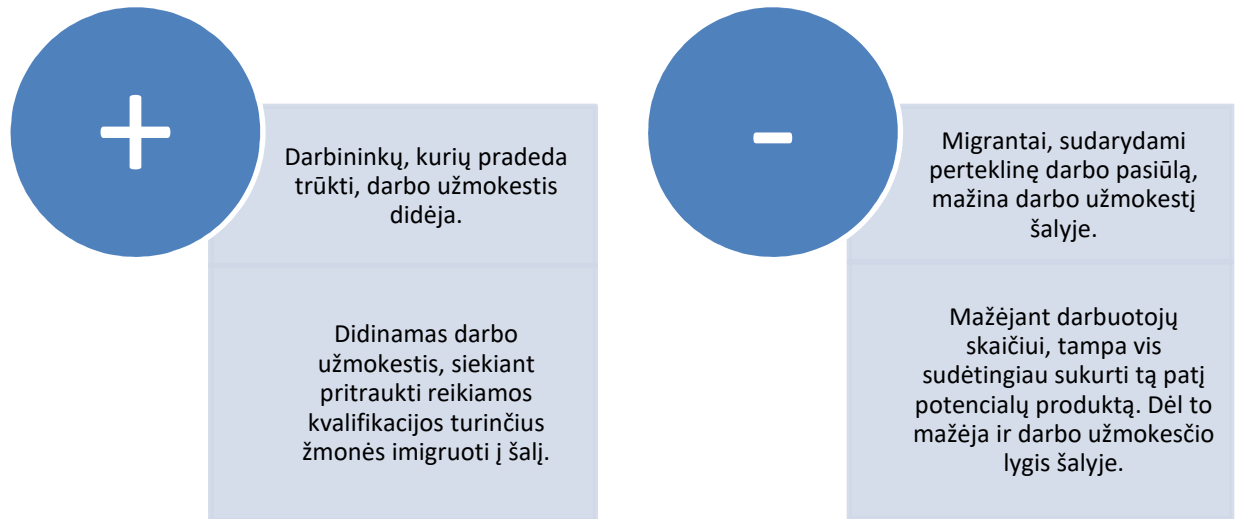 +
Darbininkų, kurių pradeda
trūkti, darbo užmokestis
didėja.
Didinamas darbo
užmokestis, siekiant
pritraukti reikiamos
kvalifikacijos turinčius
žmonės imigruoti į šalį.
-
Migrantai, sudarydami
perteklinę darbo pasiūlą,
mažina darbo užmokestį
šalyje.
Mažėjant darbuotojų
skaičiui, tampa vis
sudėtingiau sukurti tą patį
potencialų produktą. Dėl to
mažėja ir darbo užmokesčio
lygis šalyje.